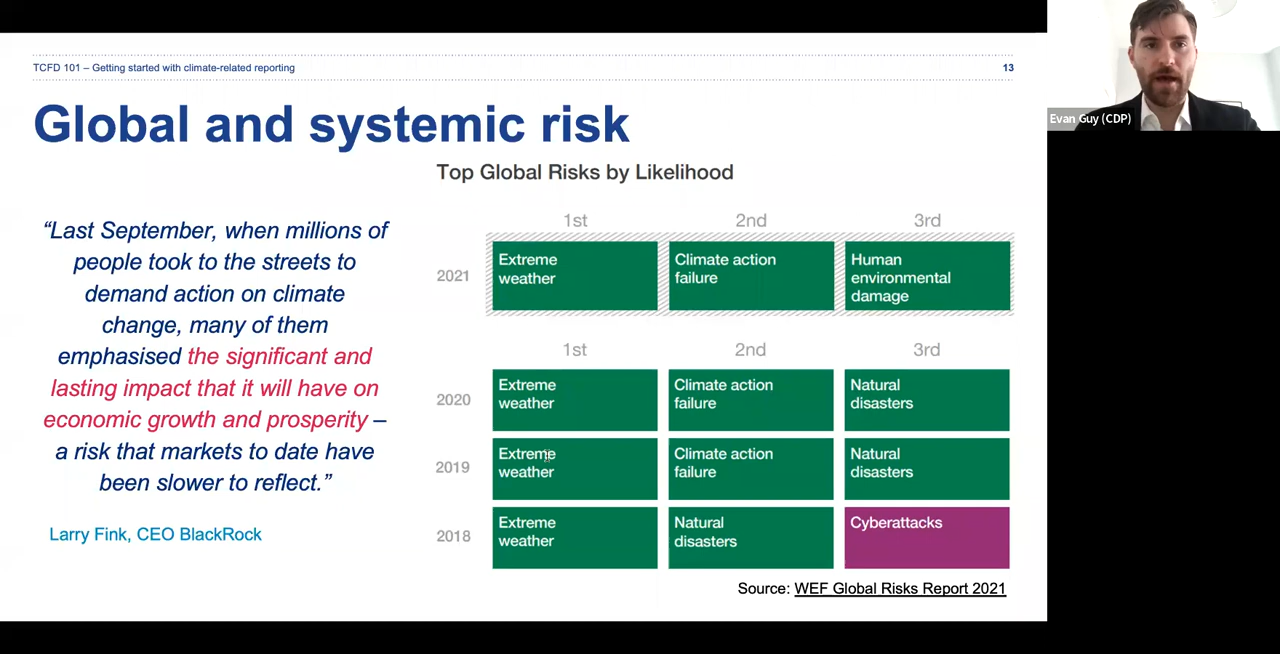 TCFD 101 – Getting started with climate-related reporting
13
Global and systemic risk
Top Global Risks by Likelihood
“Last September, when millions of
people took to the streets to
demand action on climate
change, many of them
emphasised the significant and
lasting impact that it will have on
economic growth and prosperity –
a risk that markets to date have
been slower to reflect.”
Larry Fink, CEO BlackRock
1st
2nd
3rd
2021
Extreme
weather
Climate action
failure
Human
environmental
damage
1st
2nd
3rd
2020
Extreme
weather
Climate action
failure
Natural
disasters
2019
Extreme
weather
Climate action
failure
Natural
disasters
2018
Extreme
weather
Natural
disasters
Cyberattacks
Source: WEF Global Risks Report 2021
Evan Guy (CDP)